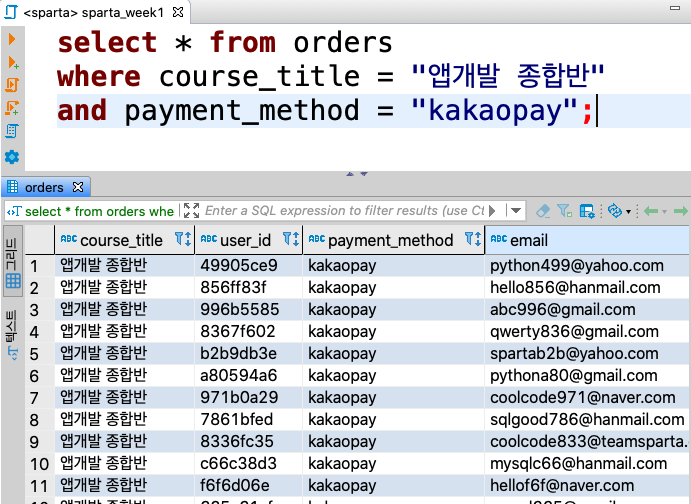 <sparta> sparta_week1
select * from orders
where course_title = "앱개발 종합반"
and payment_method = "kakaopay";
orders
select * from orders whe Enter a SQL expression to filter results (use Ct
그리드
텍스트
ABC course_title ABC user_id ABC payment_method ABC email
1 앱개발 종합반 49905ce9 kakaopay python499@yahoo.com
2 앱개발 종합반 856ff83f kakaopay hello856@hanmail.com
3 앱개발 종합반 996b5585 kakaopay abc996@gmail.com
4 앱개발 종합반 8367f602 kakaopay qwerty836@gmail.com
5 앱개발 종합반 b2b9db3e kakaopay spartab2b@yahoo.com
6 앱개발 종합반 a80594a6 kakaopay pythona80@gmail.com
7 앱개발 종합반 971b0a29 kakaopay coolcode971@naver.com
8 앱개발 종합반 7861bfed kakaopay sqlgood786@hanmail.com
9 앱개발 종합반 8336fc35 kakaopay coolcode833@teamsparta.
10 앱개발 종합반 c66c38d3 kakaopay mysqlc66@hanmail.com
11 앱개발 종합반 f6f6d06e kakaopay hellof6f@naver.com